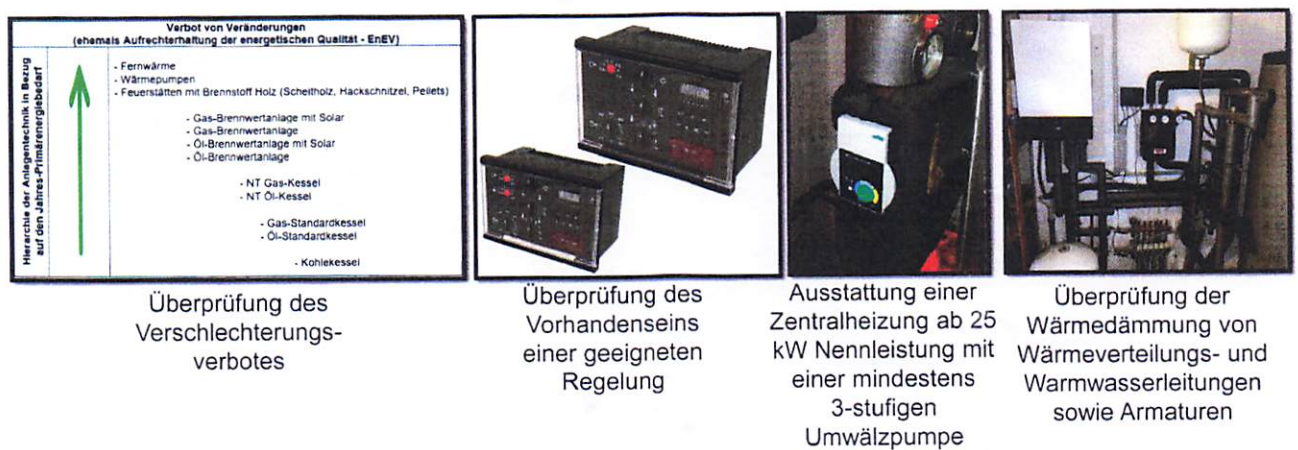 Verbot von Veränderungen
(ehemals Aufrechterhaltung der energetischen Qualität - EnEV)
Hierarchie der Anlagentechnik in Bezug
auf den Jahres-Primärenergiebedarf
- Fernwärme
- Wärmepumpen
- Feuerstätten mit Brennstoff Holz (Scheitholz, Hackschnitzel, Pellets)
- Gas-Brennwertanlage mit Solar
- Gas-Brennwertanlage
- Öl-Brennwertanlage mit Solar
- Öl-Brennwertanlage
- NT Gas-Kessel
- NT Öl-Kessel
- Gas-Standardkessel
- Öl-Standardkessel
- Kohlekessel
Überprüfung des
Verschlechterungs-
verbotes
Überprüfung des
Vorhandenseins
einer geeigneten
Regelung
Ausstattung einer
Zentralheizung ab 25
kW Nennleistung mit
einer mindestens
3-stufigen
Umwälzpumpe
Überprüfung der
Wärmedämmung von
Wärmeverteilungs- und
Warmwasserleitungen
sowie Armaturen